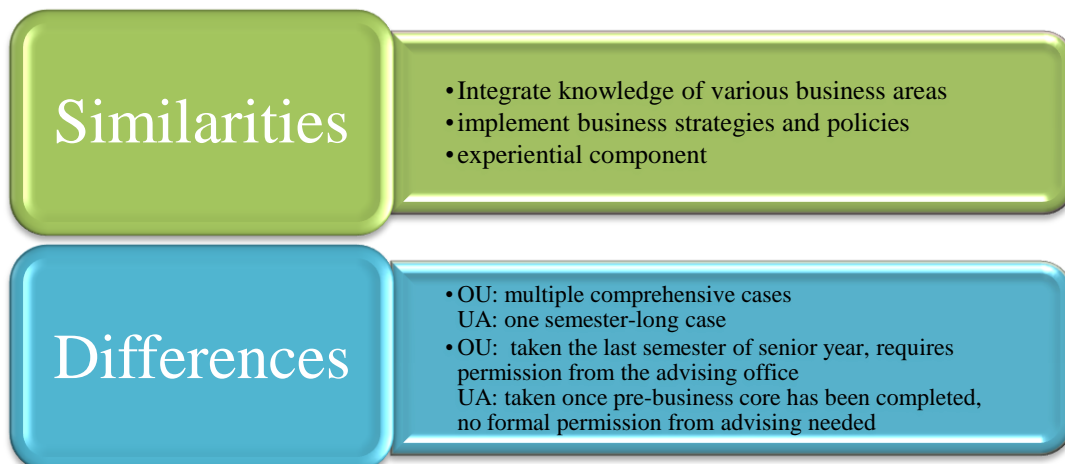 Similarities
•Integrate knowledge of various business areas
•implement business strategies and policies
•experiential component
Differences
•OU: multiple comprehensive cases
UA: one semester-long case
•OU:  taken the last semester of senior year, requires
permission from the advising office
UA: taken once pre-business core has been completed,
no formal permission from advising needed